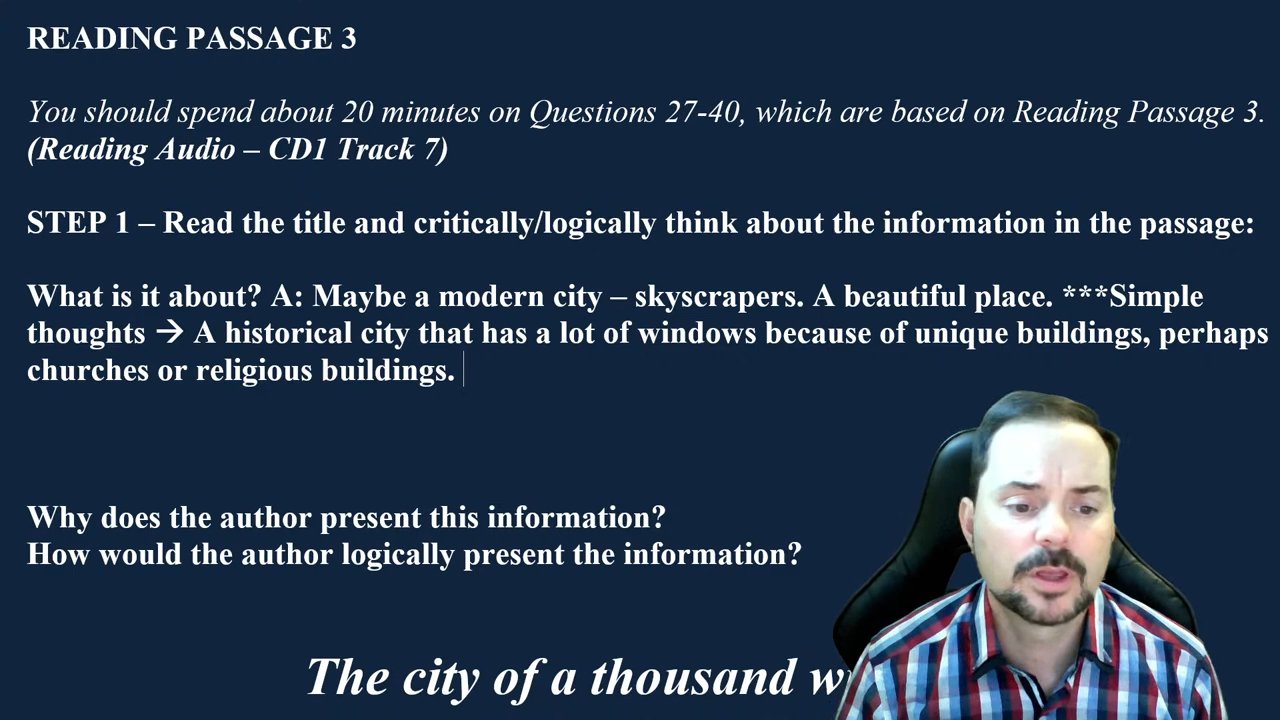 READING PASSAGE 3
You should spend about 20 minutes on Questions 27-40, which are based on Reading Passage 3.
(Reading Audio – CD1 Track 7)
STEP 1 – Read the title and critically/logically think about the information in the passage:
What is it about? A: Maybe a modern city – skyscrapers. A beautiful place. ***Simple
thoughts → A historical city that has a lot of windows because of unique buildings, perhaps
churches or religious buildings.
Why does the author present this information?
How would the author logically present the information?
The city of a thousand